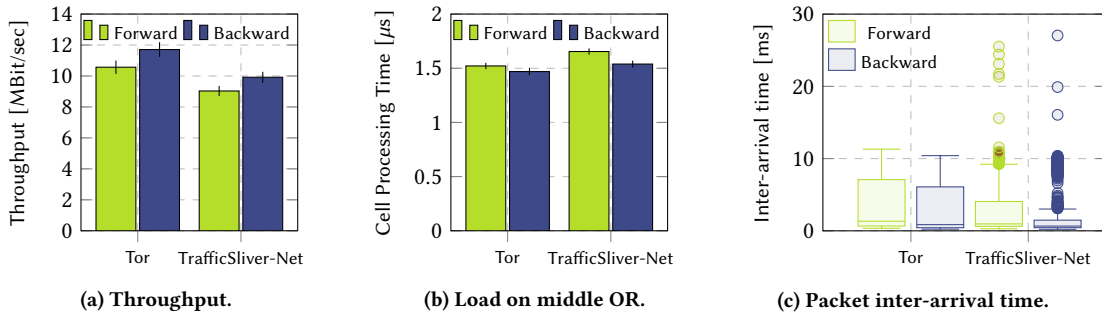 Throughput [MBit/sec]
14
12
10
8
6
4
2
0
Forward Backward
Tor TrafficSliver-Net
(a) Throughput.
Cell Processing Time [μs]
2
1.5
1
0.5
0
Forward Backward
Tor TrafficSliver-Net
(b) Load on middle OR.
Inter-arrival time [ms]
30
20
10
0
Forward
Backward
Tor TrafficSliver-Net
(c) Packet inter-arrival time.